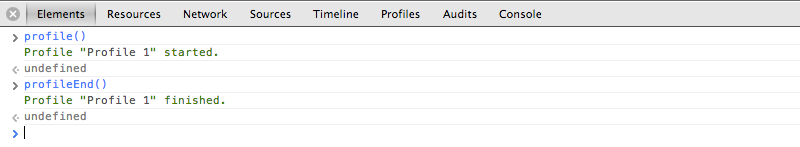 Elements Resources Network Sources Timeline Profiles Audits Console
> profile()
Profile "Profile 1" started.
undefined
> profileEnd()
Profile "Profile 1" finished.
undefined
>